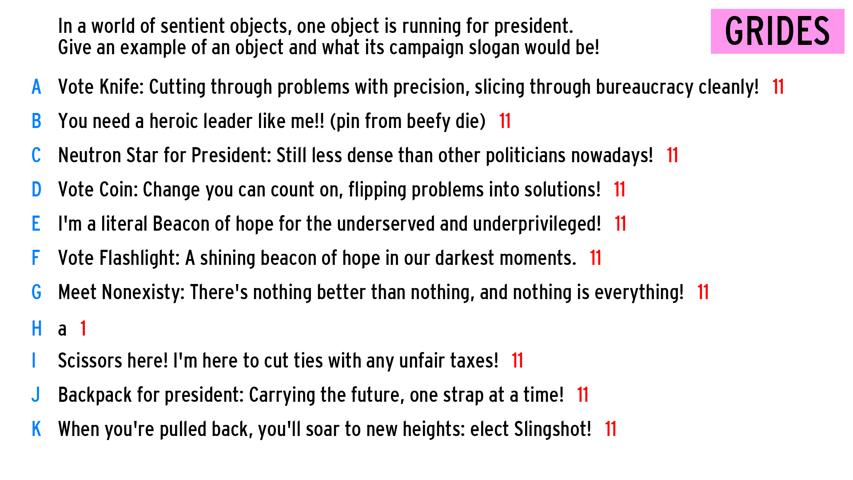 In a world of sentient objects, one object is running for president.
Give an example of an object and what its campaign slogan would be!
GRIDES
A Vote Knife: Cutting through problems with precision, slicing through bureaucracy cleanly! 11
B You need a heroic leader like me!! (pin from beefy die) 11
C Neutron Star for President: Still less dense than other politicians nowadays! 11
D Vote Coin: Change you can count on, flipping problems into solutions! 11
E I'm a literal Beacon of hope for the underserved and underprivileged! 11
F Vote Flashlight: A shining beacon of hope in our darkest moments. 11
G Meet Nonexisty: There's nothing better than nothing, and nothing is everything! 11
H a 1
I Scissors here! I'm here to cut ties with any unfair taxes! 11
J Backpack for president: Carrying the future, one strap at a time! 11
K When you're pulled back, you'll soar to new heights: elect Slingshot! 11